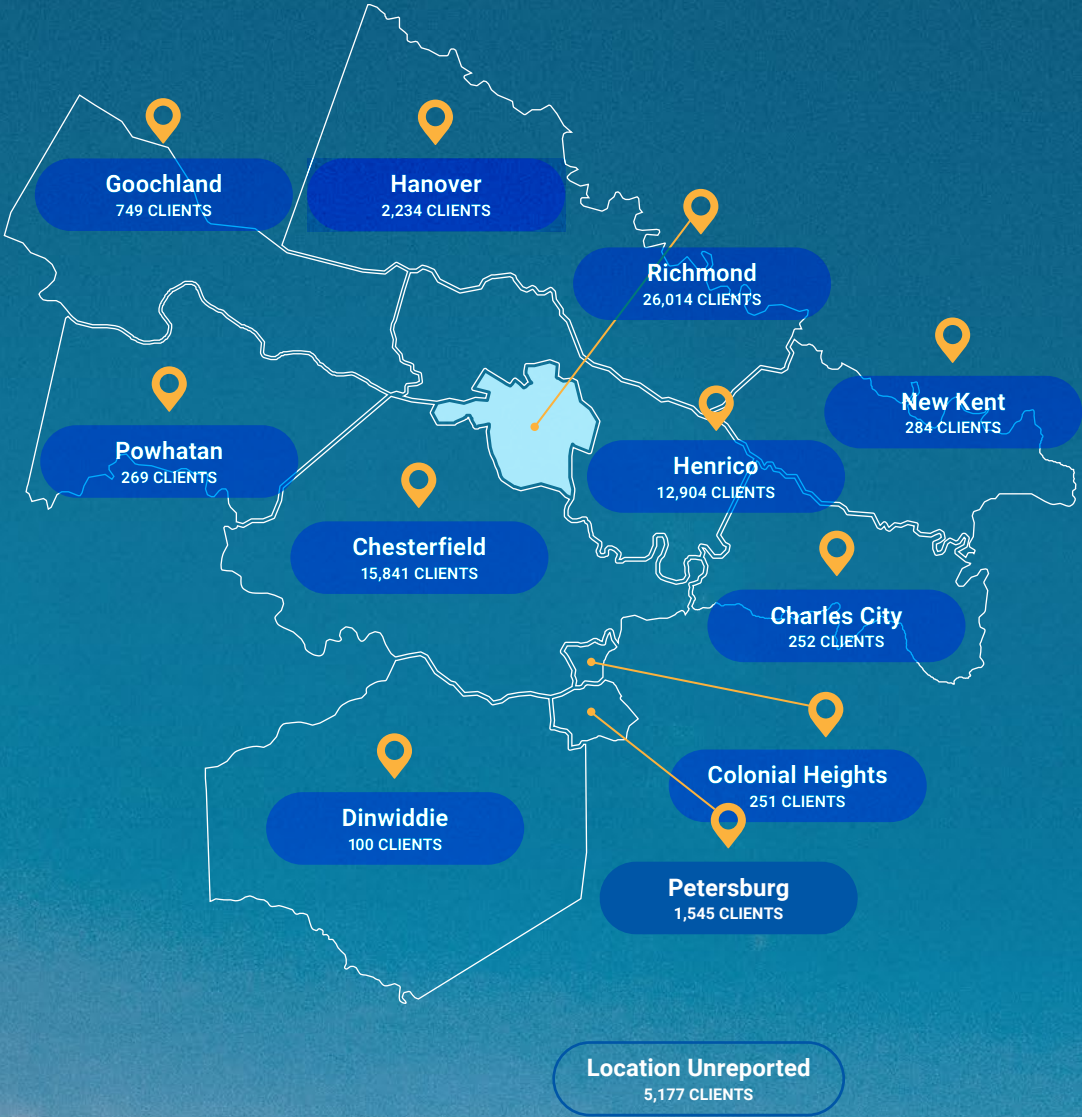 Goochland
749 CLIENTS
Hanover
2,234 CLIENTS
Richmond
26,014 CLIENTS
New Kent
284 CLIENTS
Powhatan
269 CLIENTS
Henrico
12,904 CLIENTS
Chesterfield
15,841 CLIENTS
Charles City
252 CLIENTS
Colonial Heights
251 CLIENTS
Dinwiddie
100 CLIENTS
Petersburg
1,545 CLIENTS
Location Unreported
5,177 CLIENTS